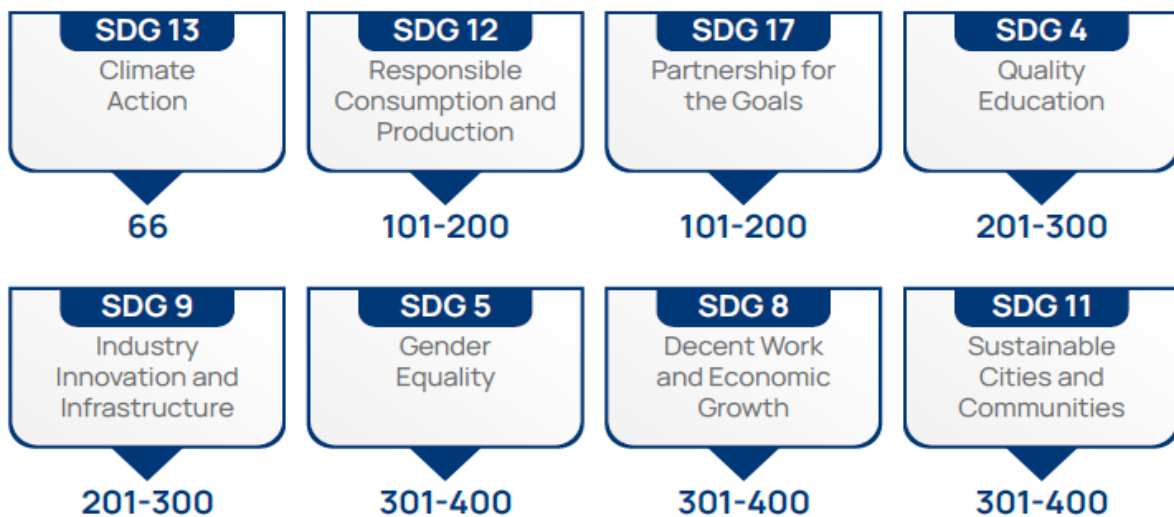 SDG 13
Climate
Action
66
SDG 12
Responsible
Consumption and
Production
101-200
SDG 17
Partnership for
the Goals
101-200
SDG 4
Quality
Education
201-300
SDG 9
Industry
Innovation and
Infrastructure
201-300
SDG 5
Gender
Equality
301-400
SDG 8
Decent Work
and Economic
Growth
301-400
SDG 11
Sustainable
Cities and
Communities
301-400